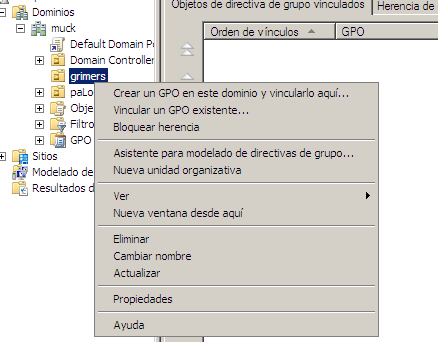 Dominios
muck
Default Domain Po
Domain Controller
grimers
paLo
Obje
Filtro
GPO
Sitios
Modelado de
Resultados d
Objetos de directiva de grupo vinculados
Herencia de
Orden de vínculos
GPO
Crear un GPO en este dominio y vincularlo aquí...
Vincular un GPO existente...
Bloquear herencia
Asistente para modelado de directivas de grupo...
Nueva unidad organizativa
Ver
Nueva ventana desde aquí
Eliminar
Cambiar nombre
Actualizar
Propiedades
Ayuda